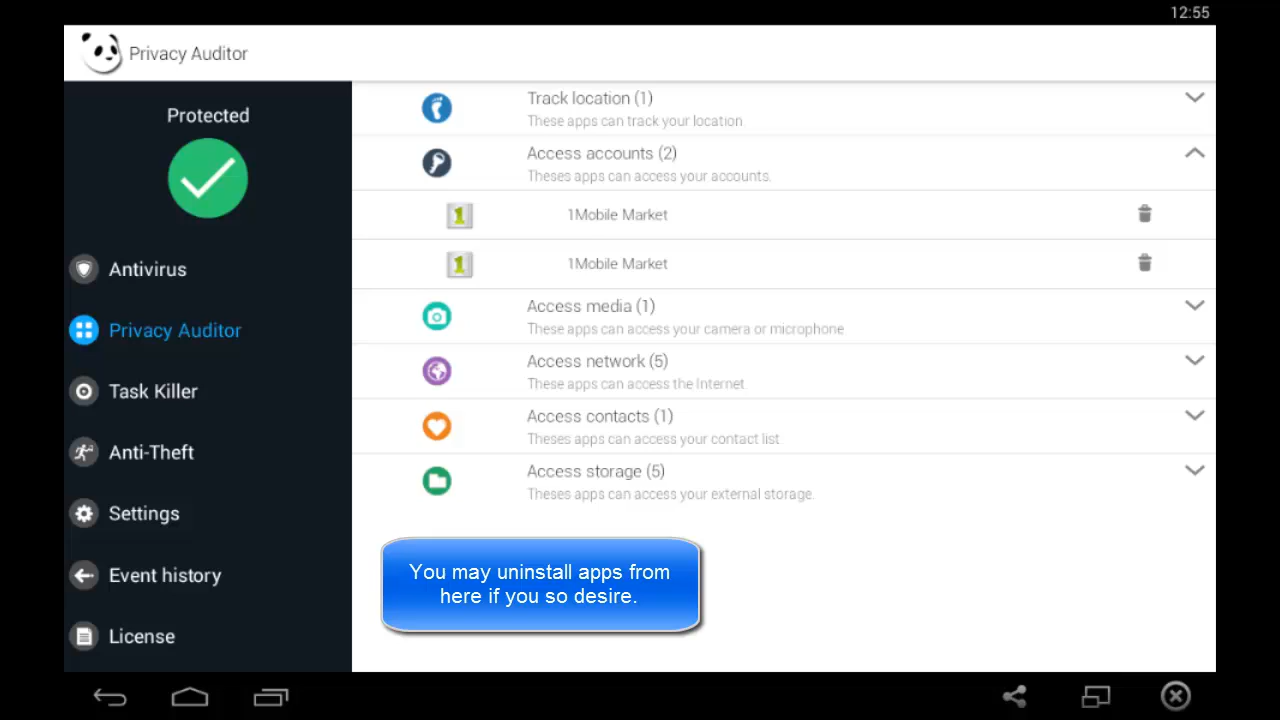 12:55
Privacy Auditor
Protected
Antivirus
Privacy Auditor
Task Killer
Anti-Theft
Settings
Event history
License
Track location (1)
These apps can track your location.
Access accounts (2)
Theses apps can access your accounts.
1
1Mobile Market
1
1Mobile Market
Access media (1)
These apps can access your camera or microphone
Access network (5)
These apps can access the Internet.
Access contacts (1)
Theses apps can access your contact list
Access storage (5)
Theses apps can access your external storage.
You may uninstall apps from
here if you so desire.